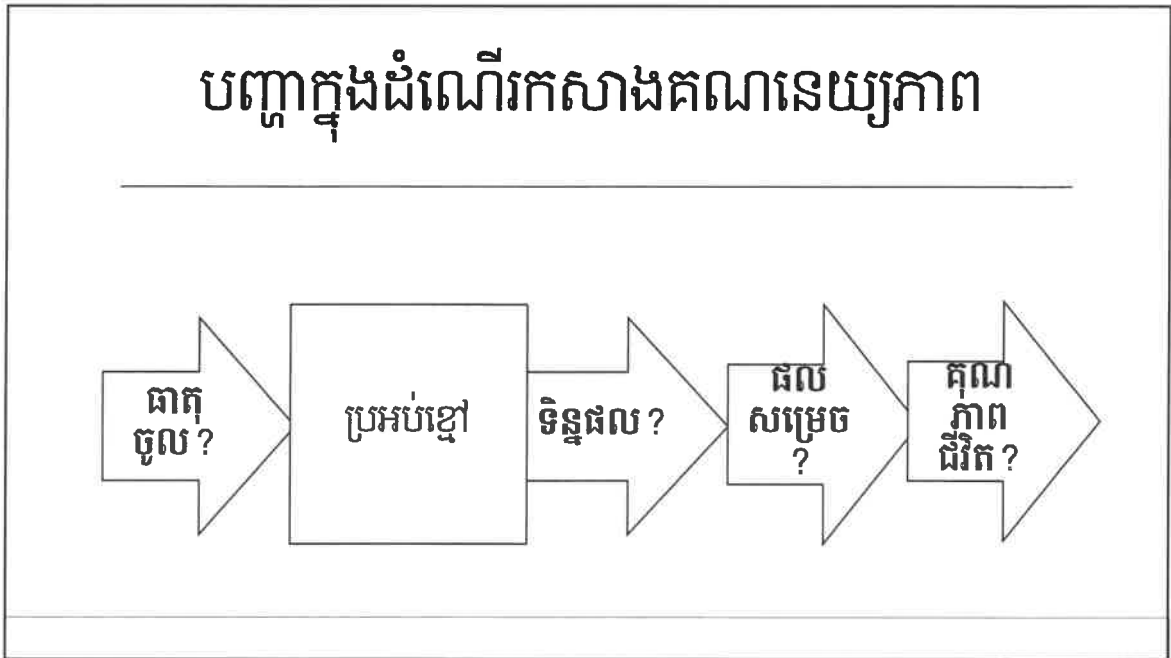 បញ្ហាក្នុងដំណើរកសាងគណនេយ្យភាព
ធាតុ
ចូល ?
ប្រអប់ខ្មៅ
ទិន្នផល ?
ផល
សម្រេច
?
គុណ
ភាព
ជីវិត ?